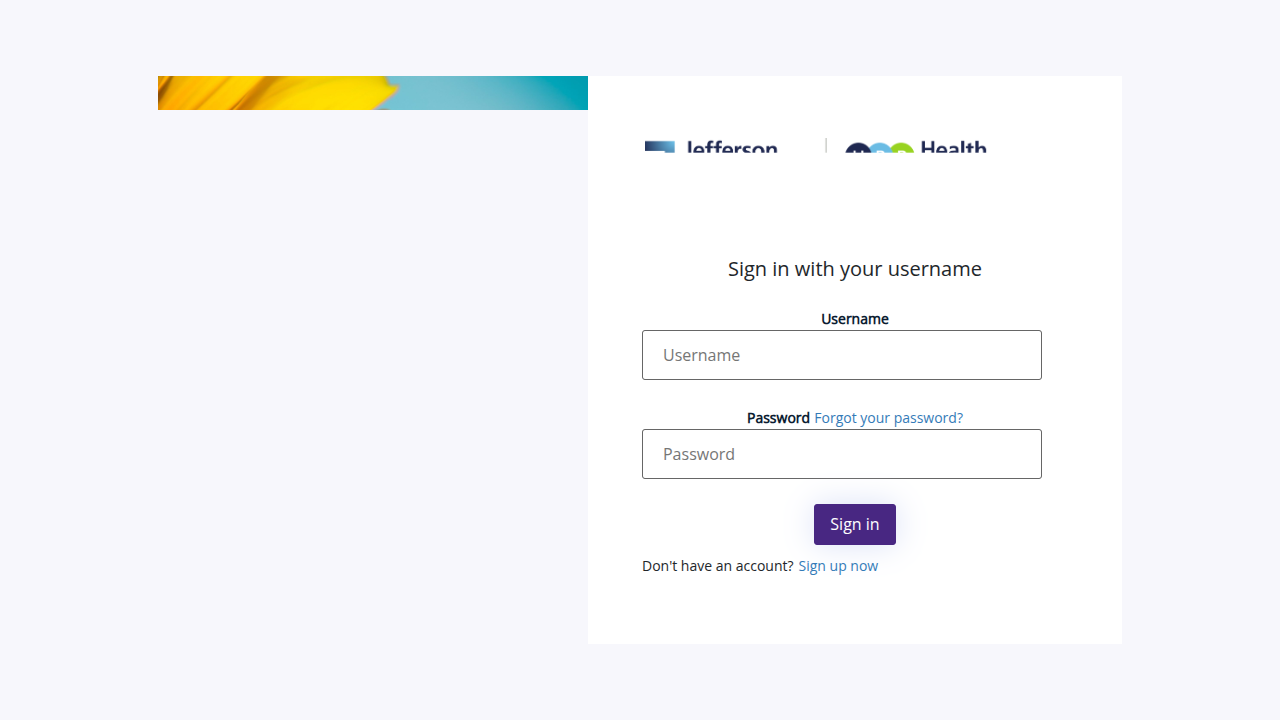 Jefferson Health
Sign in with your username
Username
Username
Password Forgot your password?
Password
Sign in
Don't have an account? Sign up now